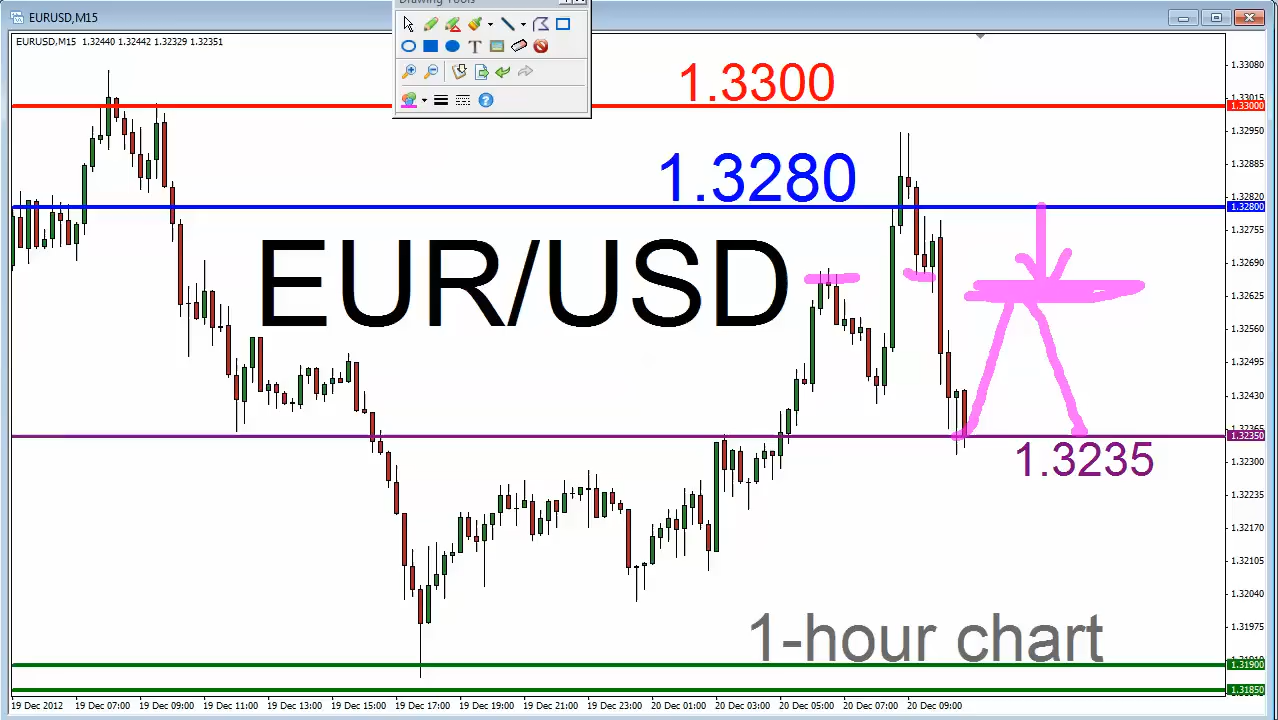 Drawing Tools
EURUSD,M15
EURUSD,M15 1.32440 1.32442 1.32329 1.32351
1.3300
1.3280
EUR/USD
1.3235
1-hour chart
1.33080
1.33015
1.33000
1.32950
1.32885
1.32820
1.32800
1.32755
1.32690
1.32625
1.32560
1.32495
1.32430
1.32365
1.32350
1.32300
1.32235
1.32170
1.32105
1.32040
1.31975
1.31900
1.31850
19 Dec 2012
19 Dec 07:00
19 Dec 09:00
19 Dec 11:00
19 Dec 13:00
19 Dec 15:00
19 Dec 17:00
19 Dec 19:00
19 Dec 21:00
19 Dec 23:00
20 Dec 01:00
20 Dec 03:00
20 Dec 05:00
20 Dec 07:00
20 Dec 09:00